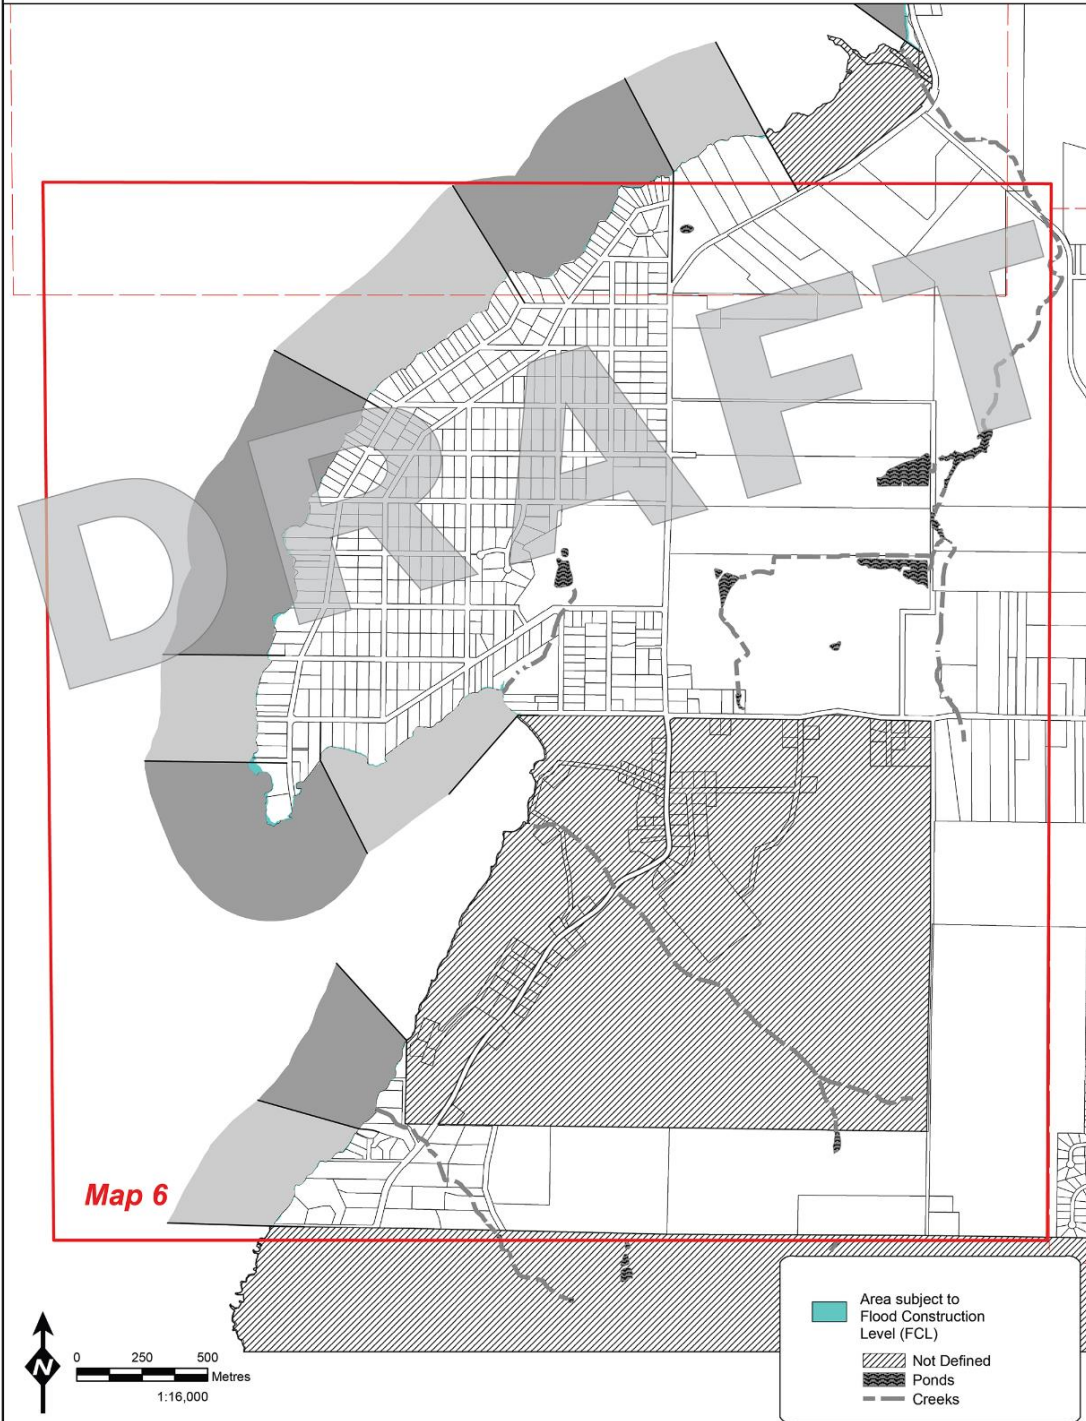 DRAFT
Map 6
N
0 250 500
Metres
1:16,000
Area subject to
Flood Construction
Level (FCL)
Not Defined
Ponds
Creeks